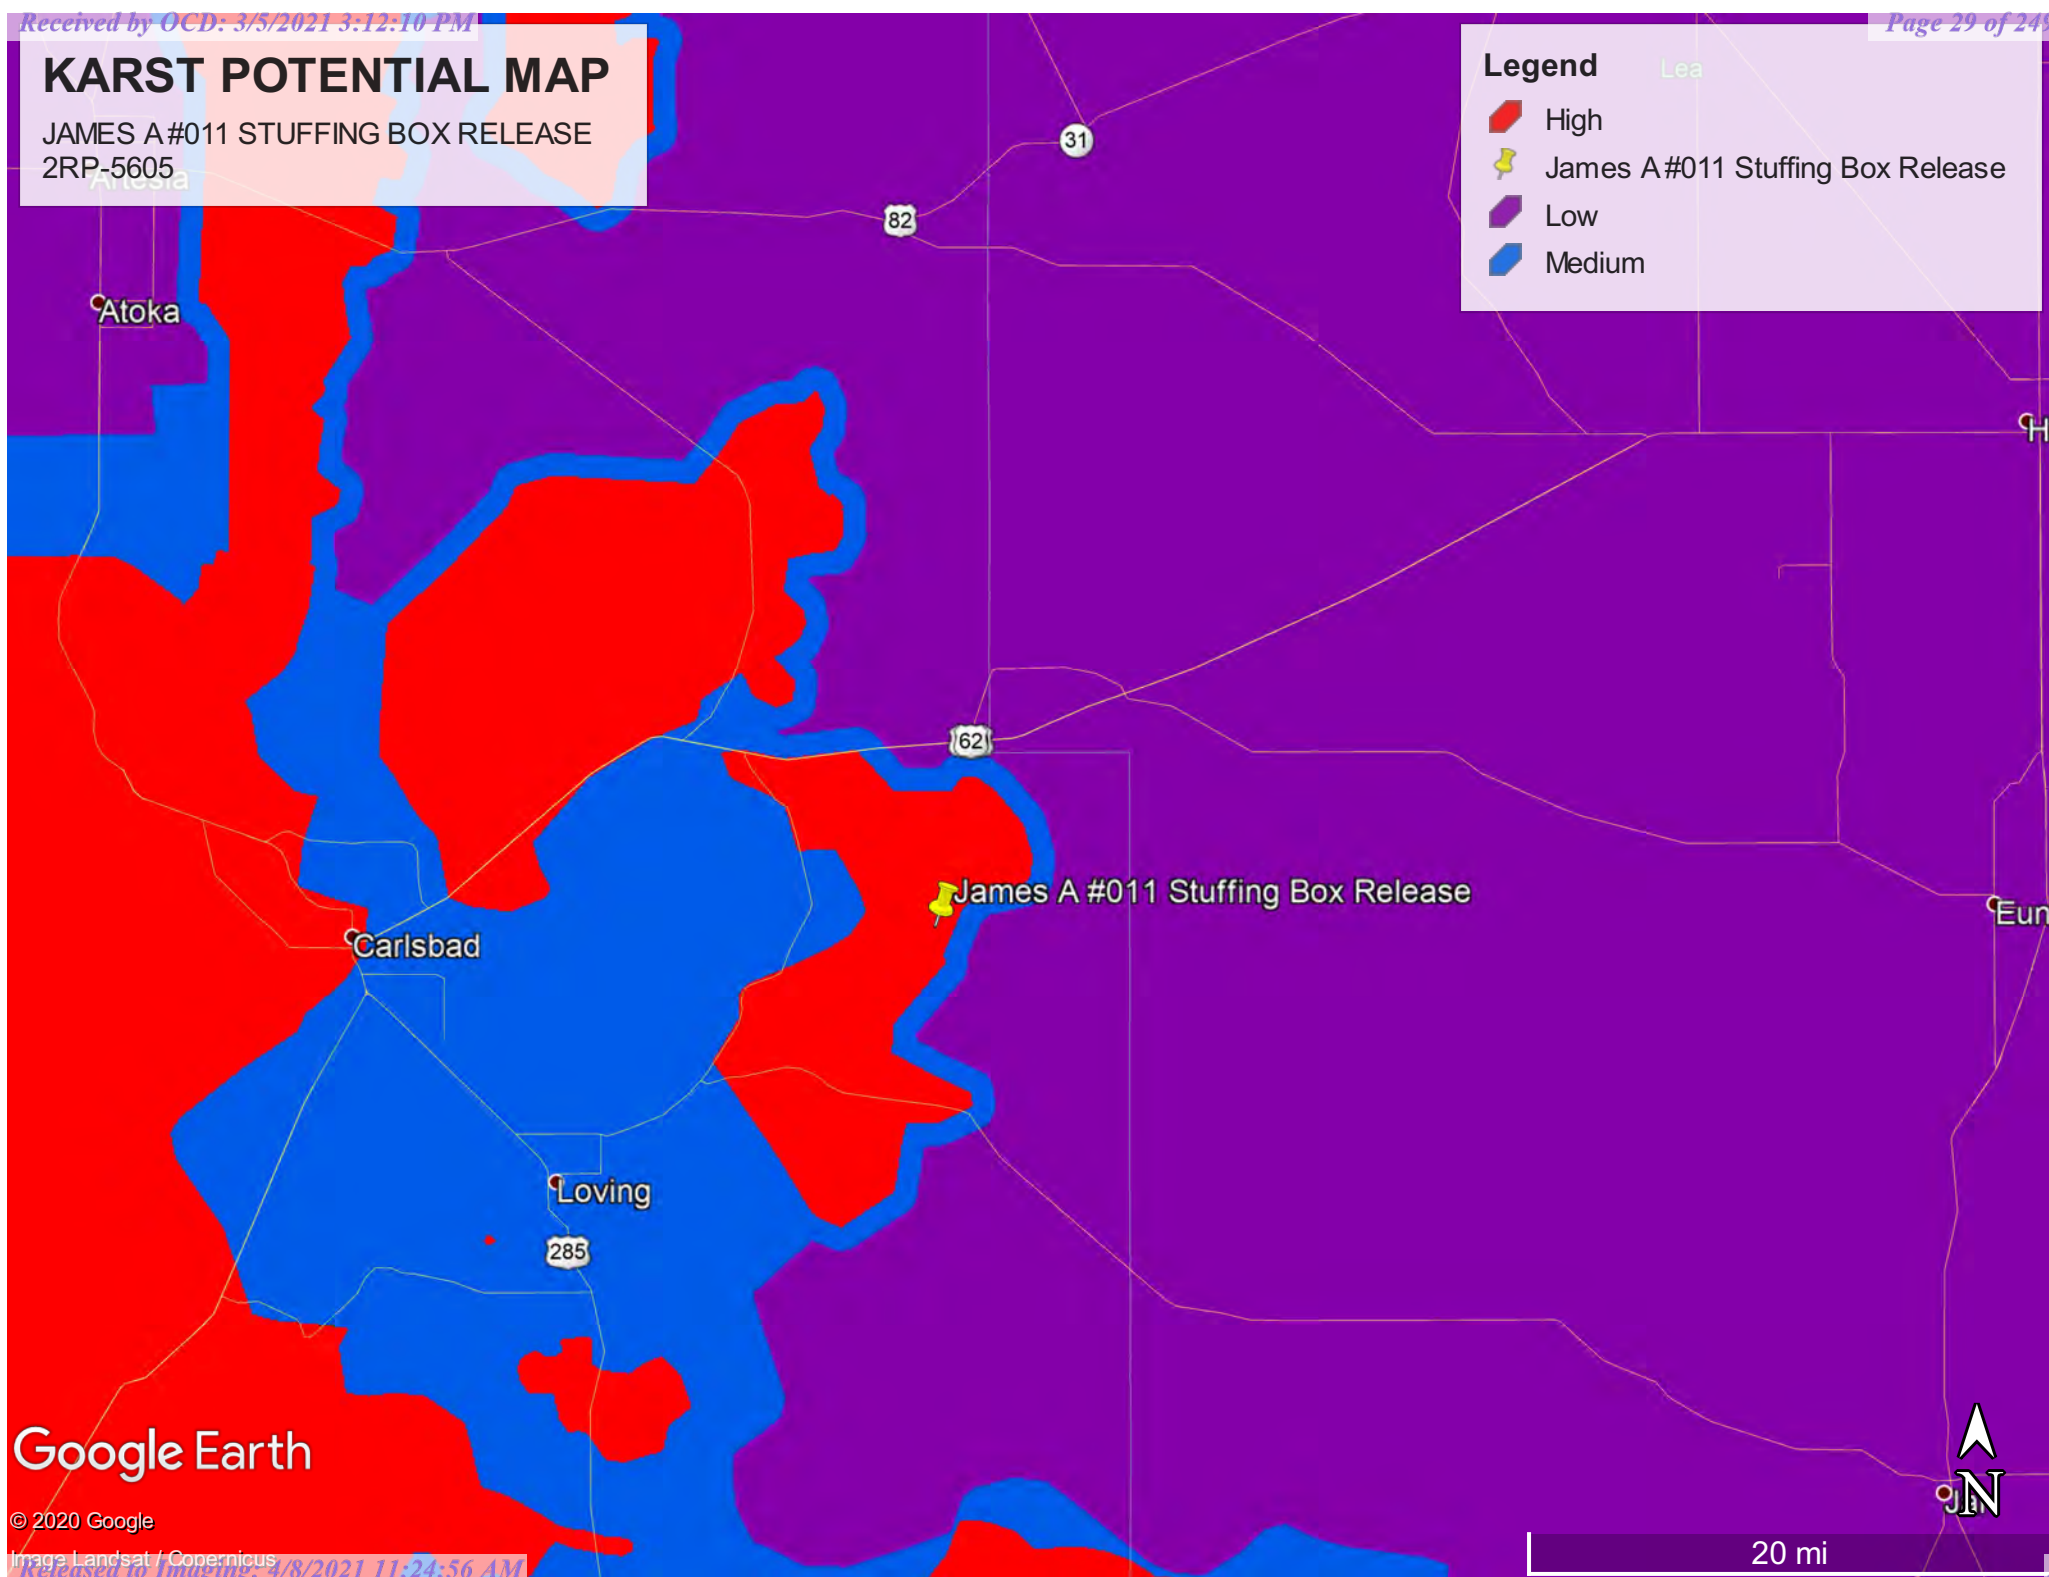 Received by OCD: 3/5/2021 3:12:10 PM
Page 29 of 249
KARST POTENTIAL MAP
JAMES A #011 STUFFING BOX RELEASE
2RP-5605
Legend
High
James A #011 Stuffing Box Release
Low
Medium
Lea
Artesia
31
82
Atoka
H
62
James A #011 Stuffing Box Release
Eun
Carlsbad
Loving
285
Google Earth
N
Jal
© 2020 Google
20 mi
Image Landsat / Copernicus
Released to Imaging: 4/8/2021 11:24:56 AM